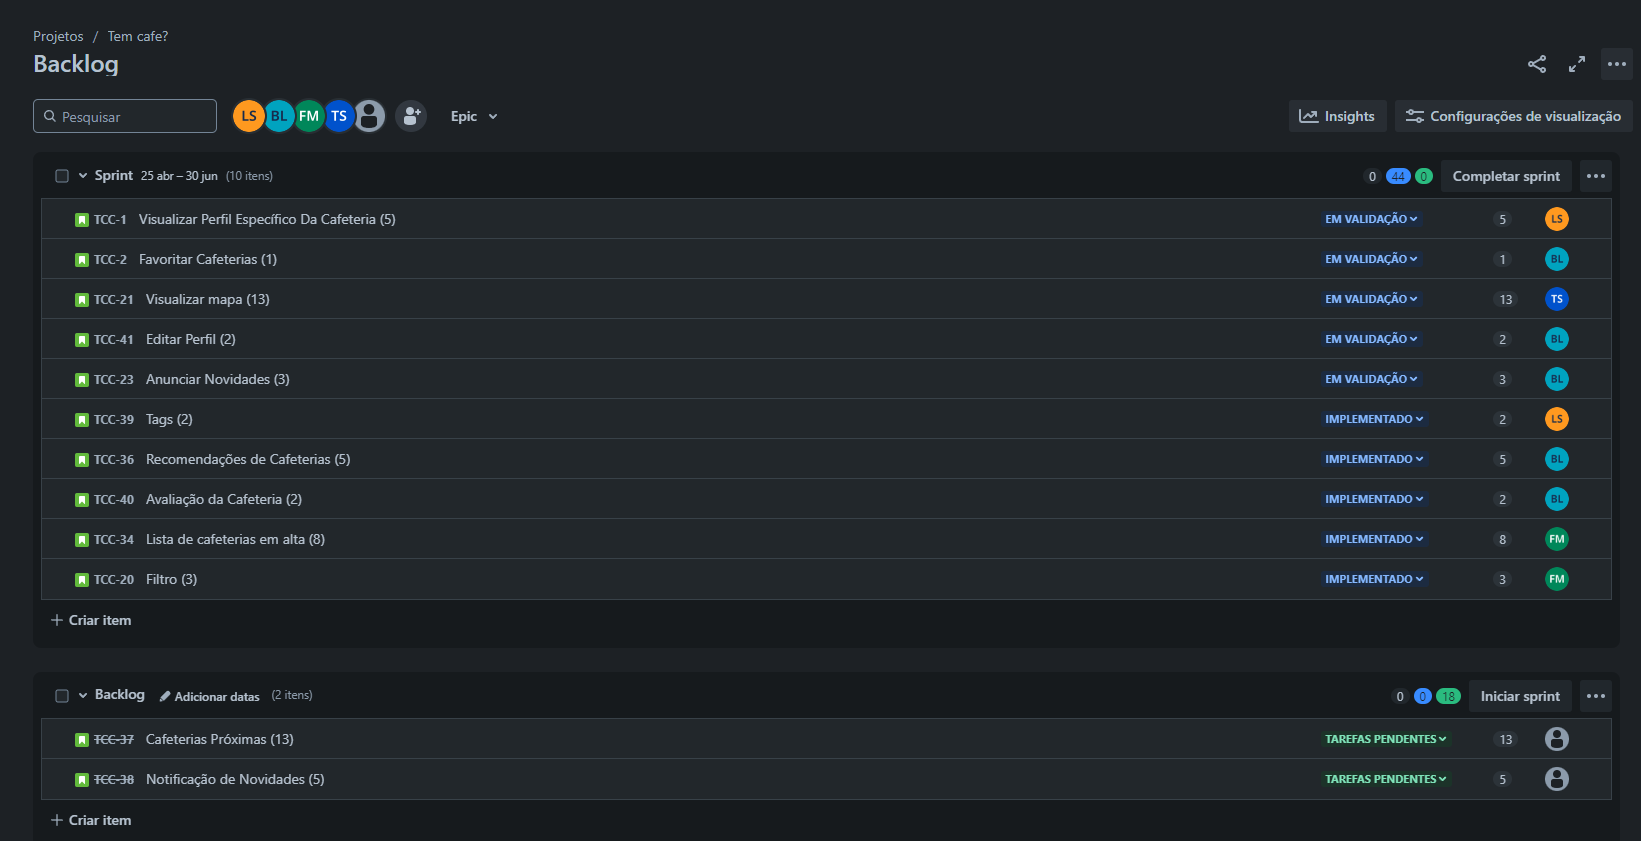 Projetos / Tem cafe?
Backlog
Pesquisar LS BL FM TS Epic Insights Configurações de visualização
Sprint 25 abr – 30 jun (10 itens) 0 44 0 Completar sprint
TCC-1 Visualizar Perfil Específico Da Cafeteria (5) EM VALIDAÇÃO 5 LS
TCC-2 Favoritar Cafeterias (1) EM VALIDAÇÃO 1 BL
TCC-21 Visualizar mapa (13) EM VALIDAÇÃO 13 TS
TCC-41 Editar Perfil (2) EM VALIDAÇÃO 2 BL
TCC-23 Anunciar Novidades (3) EM VALIDAÇÃO 3 BL
TCC-39 Tags (2) IMPLEMENTADO 2 LS
TCC-36 Recomendações de Cafeterias (5) IMPLEMENTADO 5 BL
TCC-40 Avaliação da Cafeteria (2) IMPLEMENTADO 2 BL
TCC-34 Lista de cafeterias em alta (8) IMPLEMENTADO 8 FM
TCC-20 Filtro (3) IMPLEMENTADO 3 FM
+ Criar item
Backlog Adicionar datas (2 itens) 0 0 18 Iniciar sprint
TCC-37 Cafeterias Próximas (13) TAREFAS PENDENTES 13
TCC-38 Notificação de Novidades (5) TAREFAS PENDENTES 5
+ Criar item